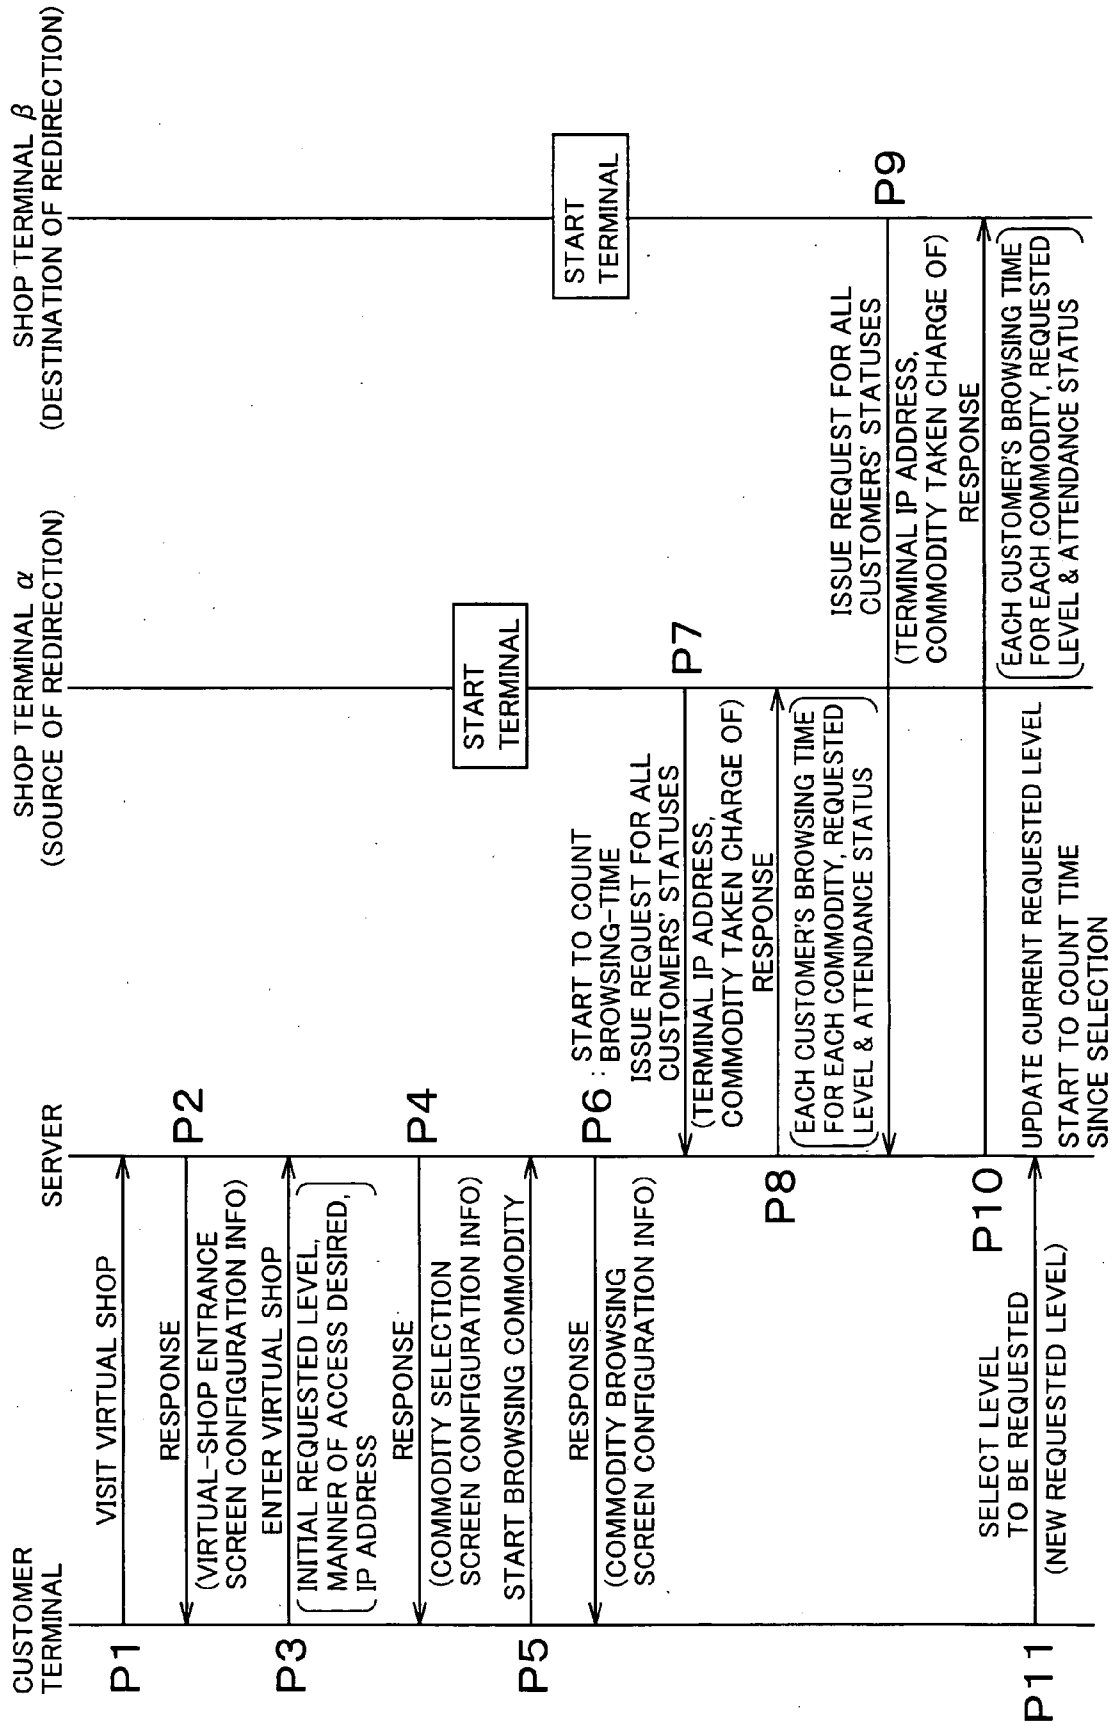 CUSTOMER
TERMINAL
SERVER
SHOP TERMINAL α
(SOURCE OF REDIRECTION)
SHOP TERMINAL β
(DESTINATION OF REDIRECTION)
P1
VISIT VIRTUAL SHOP
RESPONSE
P2
(VIRTUAL-SHOP ENTRANCE
SCREEN CONFIGURATION INFO)
P3
ENTER VIRTUAL SHOP
(INITIAL REQUESTED LEVEL,
MANNER OF ACCESS DESIRED,
IP ADDRESS)
RESPONSE
P4
(COMMODITY SELECTION
SCREEN CONFIGURATION INFO)
START
TERMINAL
P5
START BROWSING COMMODITY
START
TERMINAL
RESPONSE
P6 : START TO COUNT
BROWSING-TIME
(COMMODITY BROWSING
SCREEN CONFIGURATION INFO)
ISSUE REQUEST FOR ALL
CUSTOMERS' STATUSES
P7
(TERMINAL IP ADDRESS,
COMMODITY TAKEN CHARGE OF)
RESPONSE
P8
(EACH CUSTOMER'S BROWSING TIME
FOR EACH COMMODITY, REQUESTED
LEVEL & ATTENDANCE STATUS)
ISSUE REQUEST FOR ALL
CUSTOMERS' STATUSES
P9
(TERMINAL IP ADDRESS,
COMMODITY TAKEN CHARGE OF)
RESPONSE
P10
(EACH CUSTOMER'S BROWSING TIME
FOR EACH COMMODITY, REQUESTED
LEVEL & ATTENDANCE STATUS)
SELECT LEVEL
TO BE REQUESTED
P11
(NEW REQUESTED LEVEL)
UPDATE CURRENT REQUESTED LEVEL
START TO COUNT TIME
SINCE SELECTION